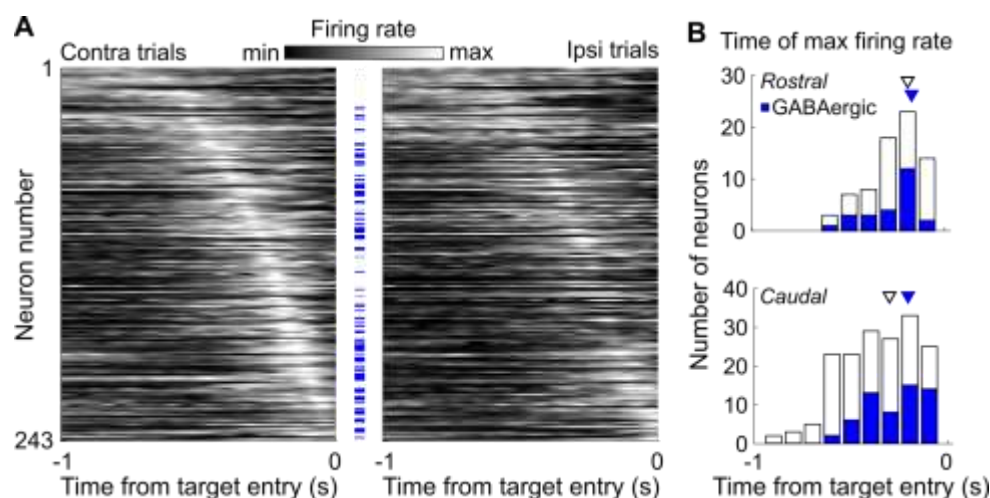 A
Firing rate
Contra trials
min
max
Ipsi trials
1
Neuron number
243
-1
0
-1
0
Time from target entry (s)
Time from target entry (s)
B
Time of max firing rate
30
Rostral
GABAergic
20
10
0
-1
0
Number of neurons
40
Caudal
30
20
10
0
-1
0
Time from target entry (s)